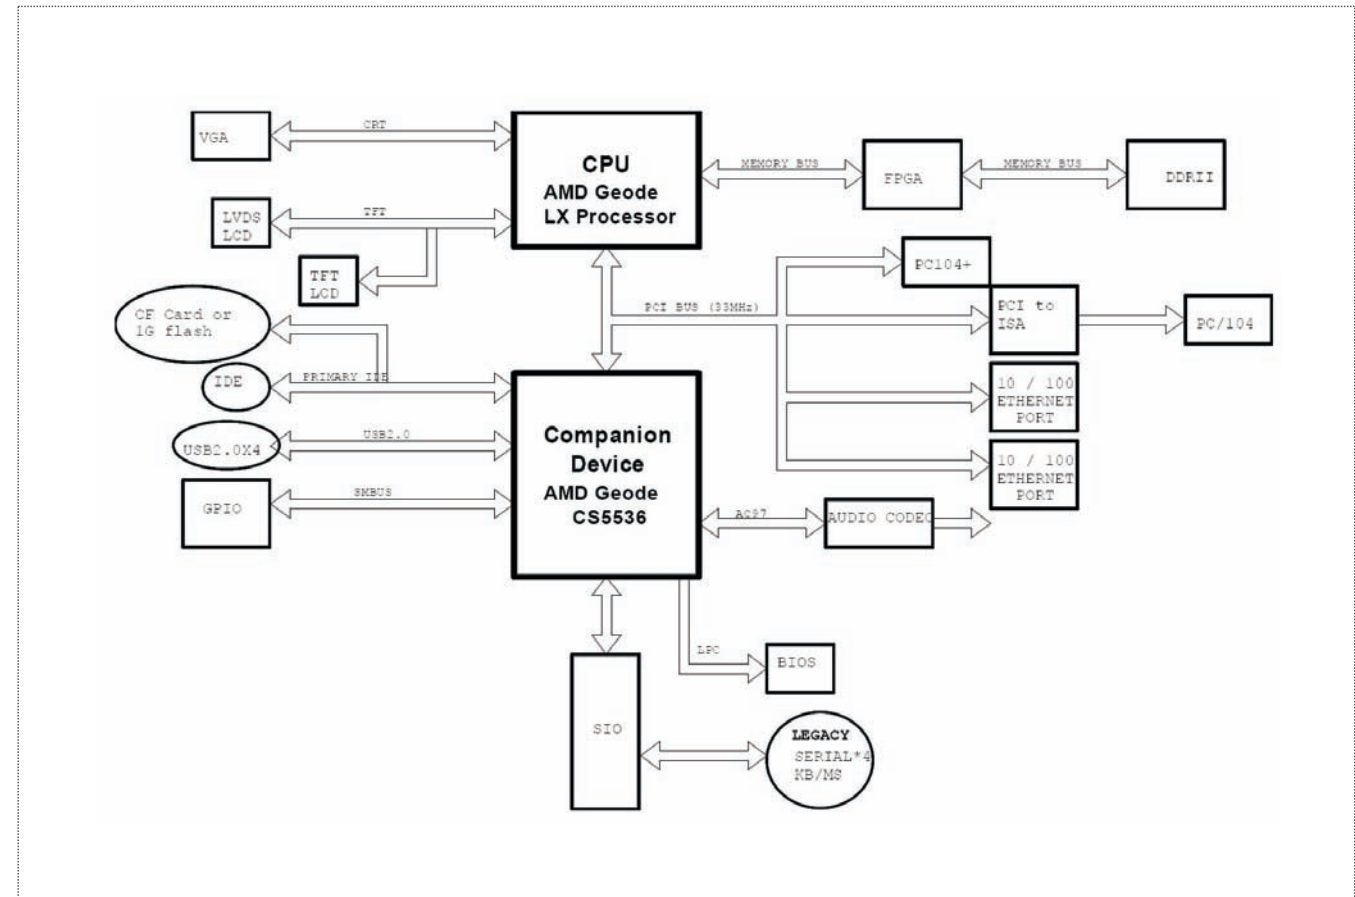 VGA
CRT
CPU
AMD Geode
LX Processor
MEMORY BUS
FPGA
MEMORY BUS
DDRII
LVDS
LCD
TFT
TFT
LCD
PC104+
CF Card or
1G flash
PCI BUS (33MHz)
PCI to
ISA
PC/104
IDE
PRIMARY IDE
10 / 100
ETHERNET
PORT
USB2.0X4
USB2.0
Companion
Device
AMD Geode
CS5536
10 / 100
ETHERNET
PORT
GPIO
SMBUS
AC97
AUDIO CODEC
LPC
BIOS
SIO
LEGACY
SERIAL*4
KB/MS